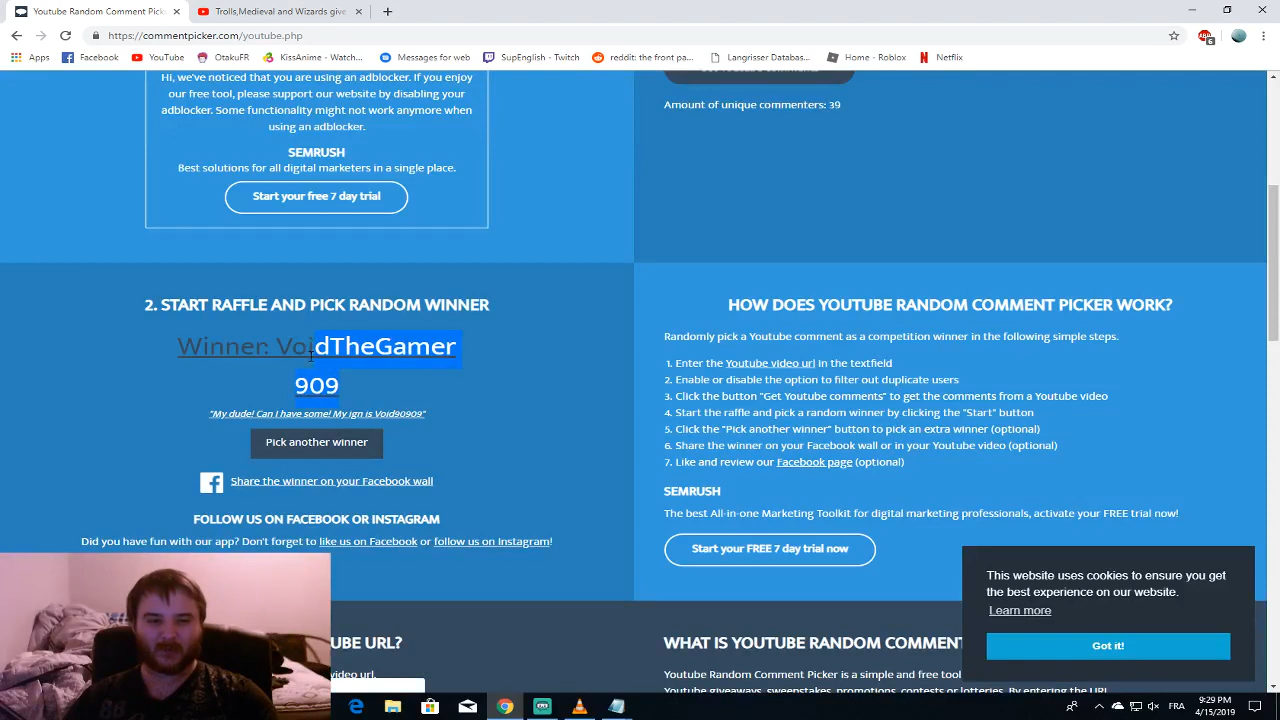 Youtube Random Comment Picker
Trolls,Medieval Weapons give
https://commentpicker.com/youtube.php
Apps
Facebook
Youtube
OtakuFR
KissAnime - Watch...
Messages for web
SupEnglish - Twitch
reddit: the front pa...
Langrisser Databas...
Home - Roblox
Netflix
Hi, we've noticed that you are using an adblocker. If you enjoy
our free tool, please support our website by disabling your
adblocker. Some functionality might not work anymore when
using an adblocker.
SEMRUSH
Best solutions for all digital marketers in a single place.
Start your free 7 day trial
Amount of unique commenters: 39
2. START RAFFLE AND PICK RANDOM WINNER
Winner: VoidTheGamer
909
"My dude! Can I have some! My ign is Void90909"
Pick another winner
Share the winner on your Facebook wall
FOLLOW US ON FACEBOOK OR INSTAGRAM
Did you have fun with our app? Don't forget to like us on Facebook or follow us on Instagram!
HOW DOES YOUTUBE RANDOM COMMENT PICKER WORK?
Randomly pick a Youtube comment as a competition winner in the following simple steps.
1. Enter the Youtube video url in the textfield
2. Enable or disable the option to filter out duplicate users
3. Click the button "Get Youtube comments" to get the comments from a Youtube video
4. Start the raffle and pick a random winner by clicking the "Start" button
5. Click the "Pick another winner" button to pick an extra winner (optional)
6. Share the winner on your Facebook wall or in your Youtube video (optional)
7. Like and review our Facebook page (optional)
SEMRUSH
The best All-in-one Marketing Toolkit for digital marketing professionals, activate your FREE trial now!
Start your FREE 7 day trial now
This website uses cookies to ensure you get
the best experience on our website.
Learn more
Got it!
UBE URL?
video url.
WHAT IS YOUTUBE RANDOM COMMEN
Youtube Random Comment Picker is a simple and free tool
Youtube giveaways, sweepstakes, promotions, contests or lotteries. By entering the URL
FRA
9:29 PM
4/15/2019